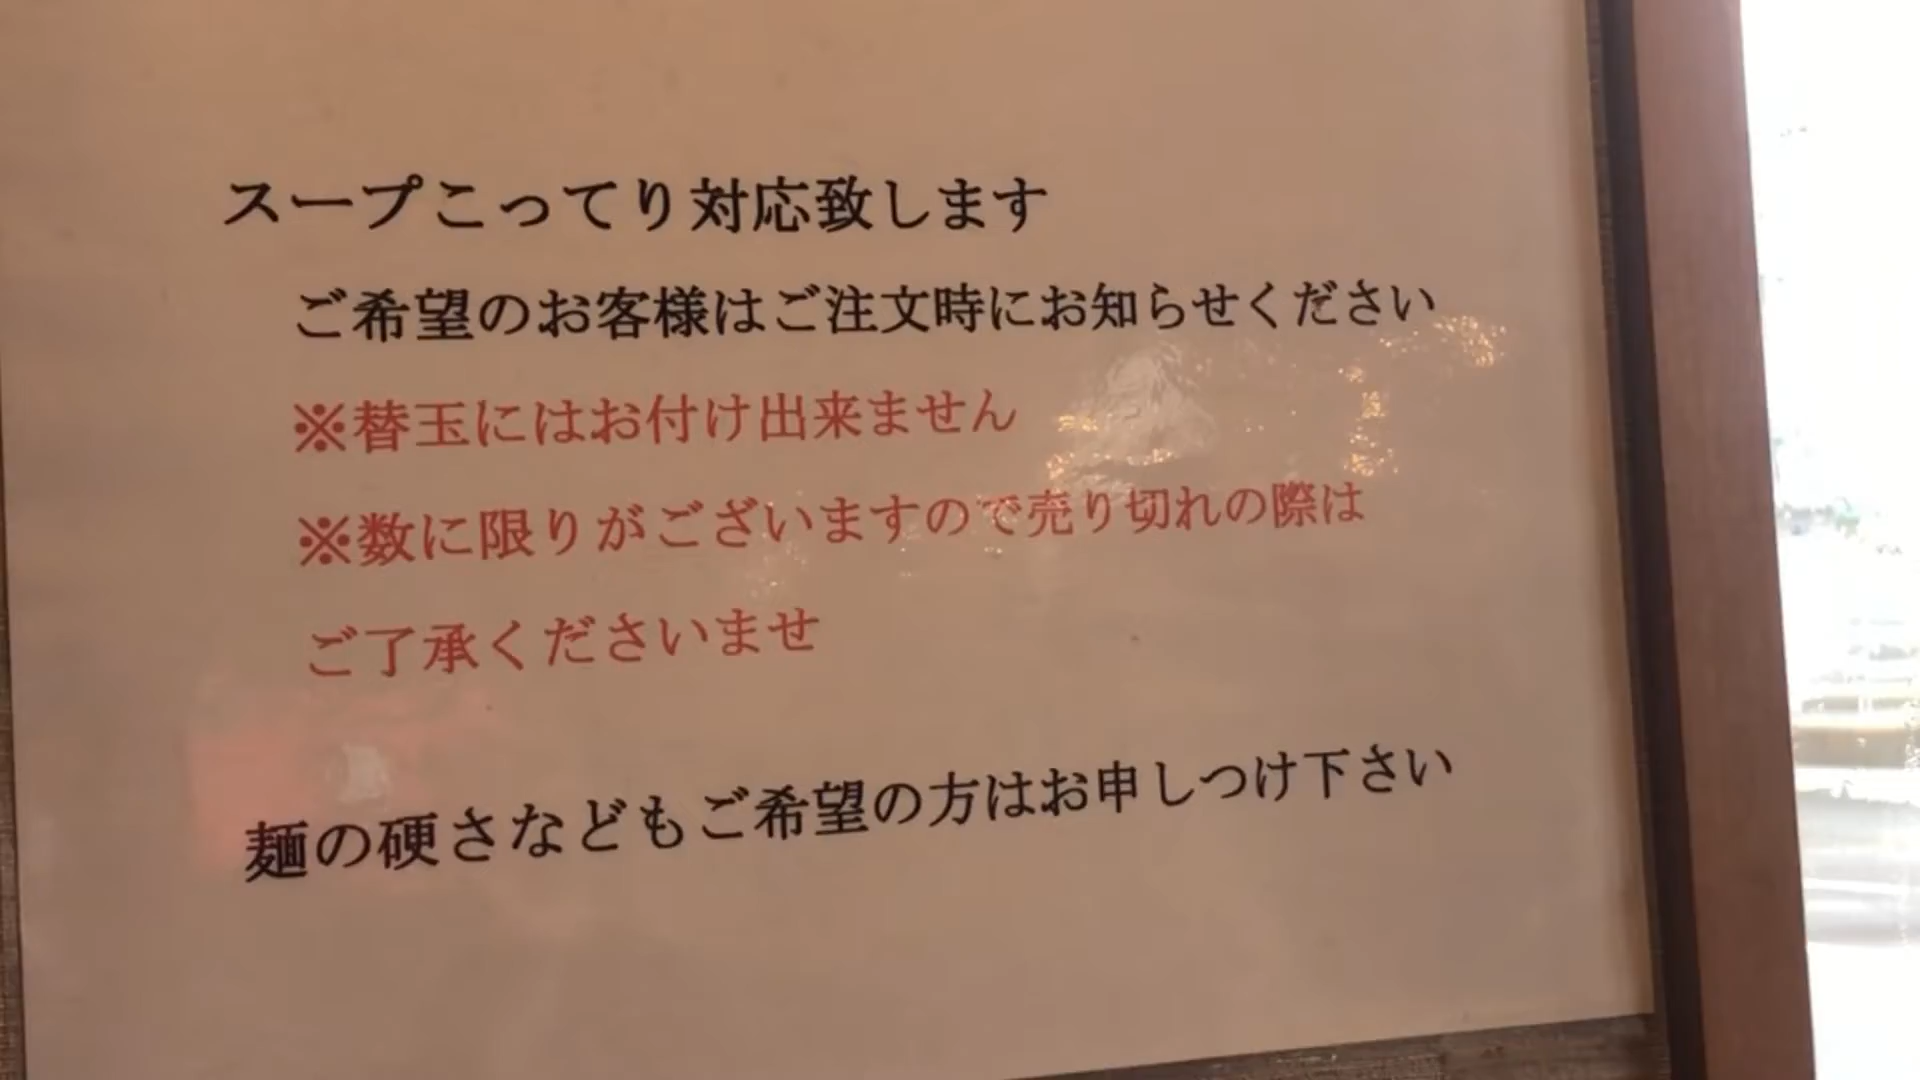 スープこってり対応致します
ご希望のお客様はご注文時にお知らせください
※替玉にはお付け出来ません
※数に限りがございますので売り切れの際は
ご了承くださいませ
麺の硬さなどもご希望の方はお申しつけ下さい